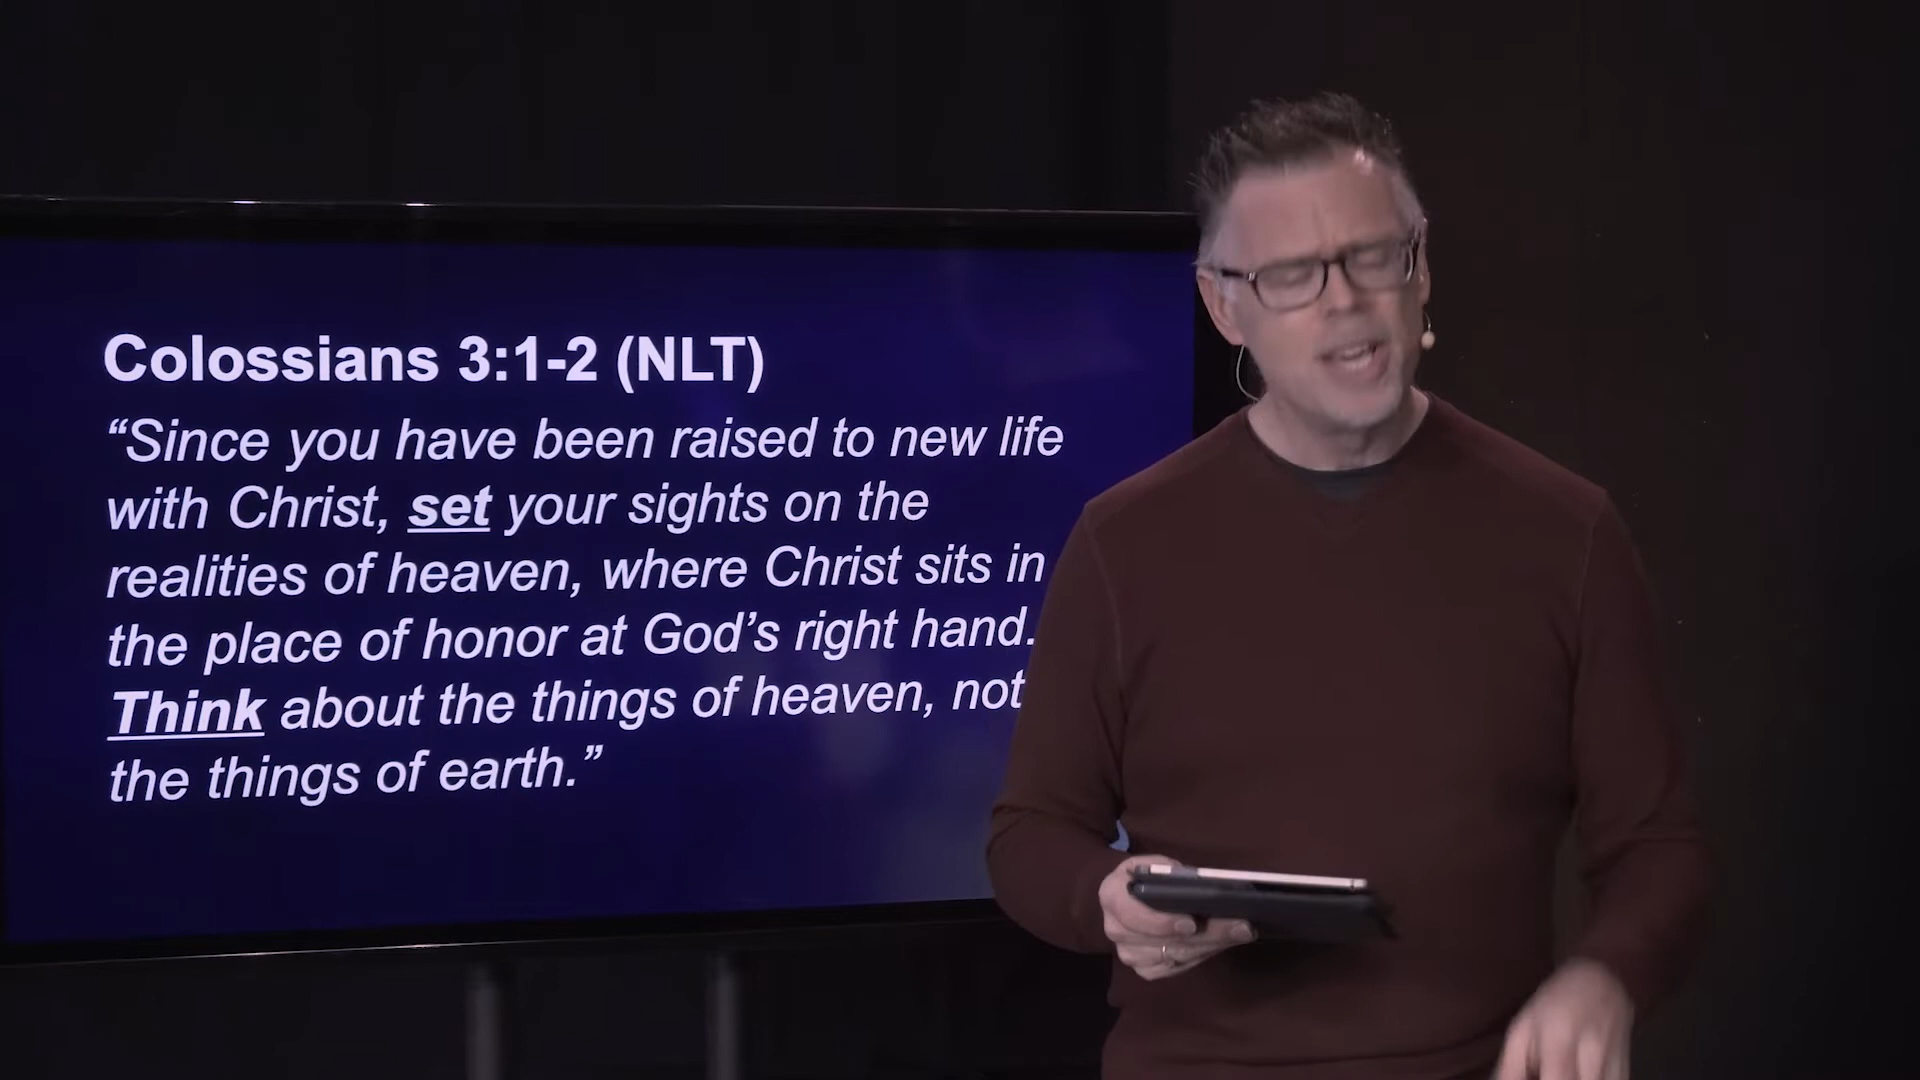 Colossians 3:1-2 (NLT)
“Since you have been raised to new life
with Christ, set your sights on the
realities of heaven, where Christ sits in
the place of honor at God’s right hand.
Think about the things of heaven, not
the things of earth.”